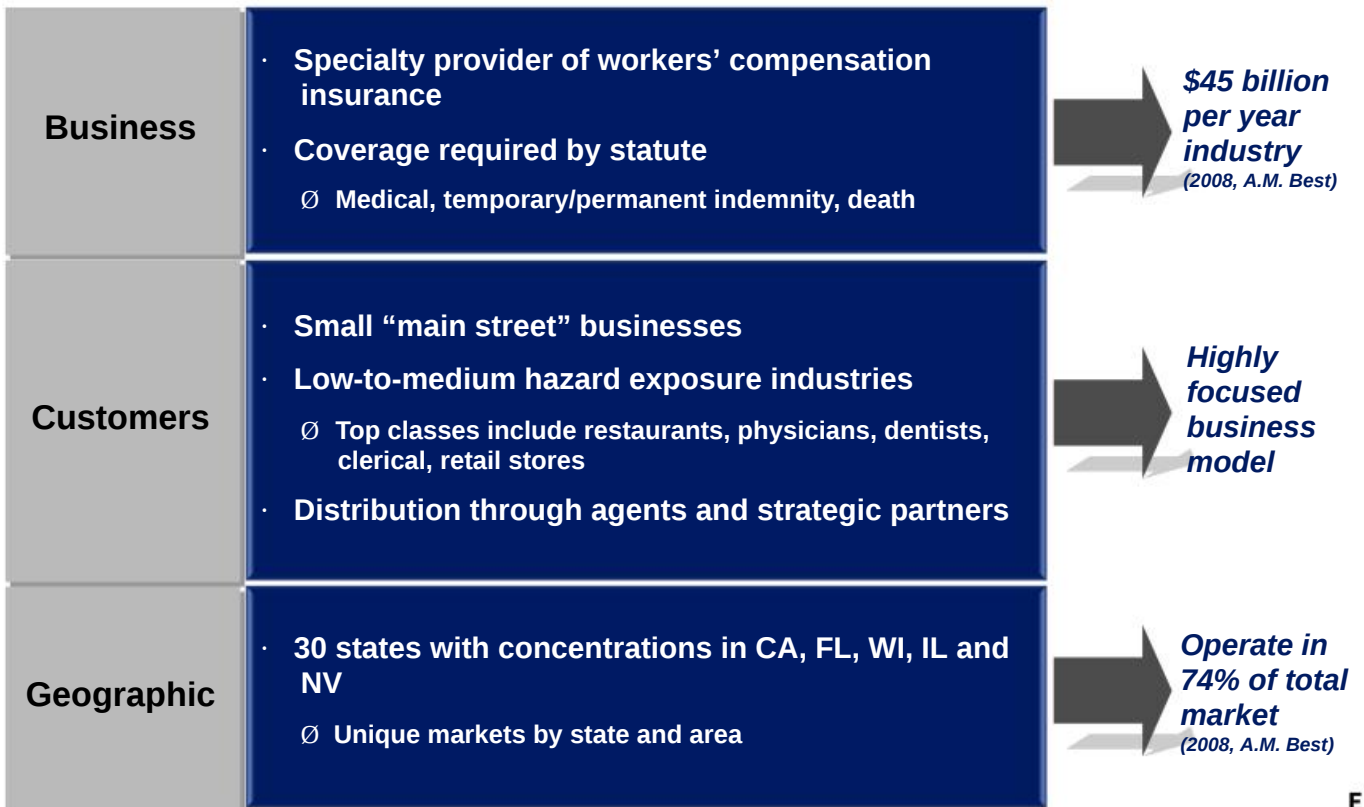 Business
· Specialty provider of workers’ compensation
insurance
· Coverage required by statute
Ø Medical, temporary/permanent indemnity, death
$45 billion
per year
industry
(2008, A.M. Best)
Customers
· Small “main street” businesses
· Low-to-medium hazard exposure industries
Ø Top classes include restaurants, physicians, dentists,
clerical, retail stores
· Distribution through agents and strategic partners
Highly
focused
business
model
Geographic
· 30 states with concentrations in CA, FL, WI, IL and
NV
Ø Unique markets by state and area
Operate in
74% of total
market
(2008, A.M. Best)